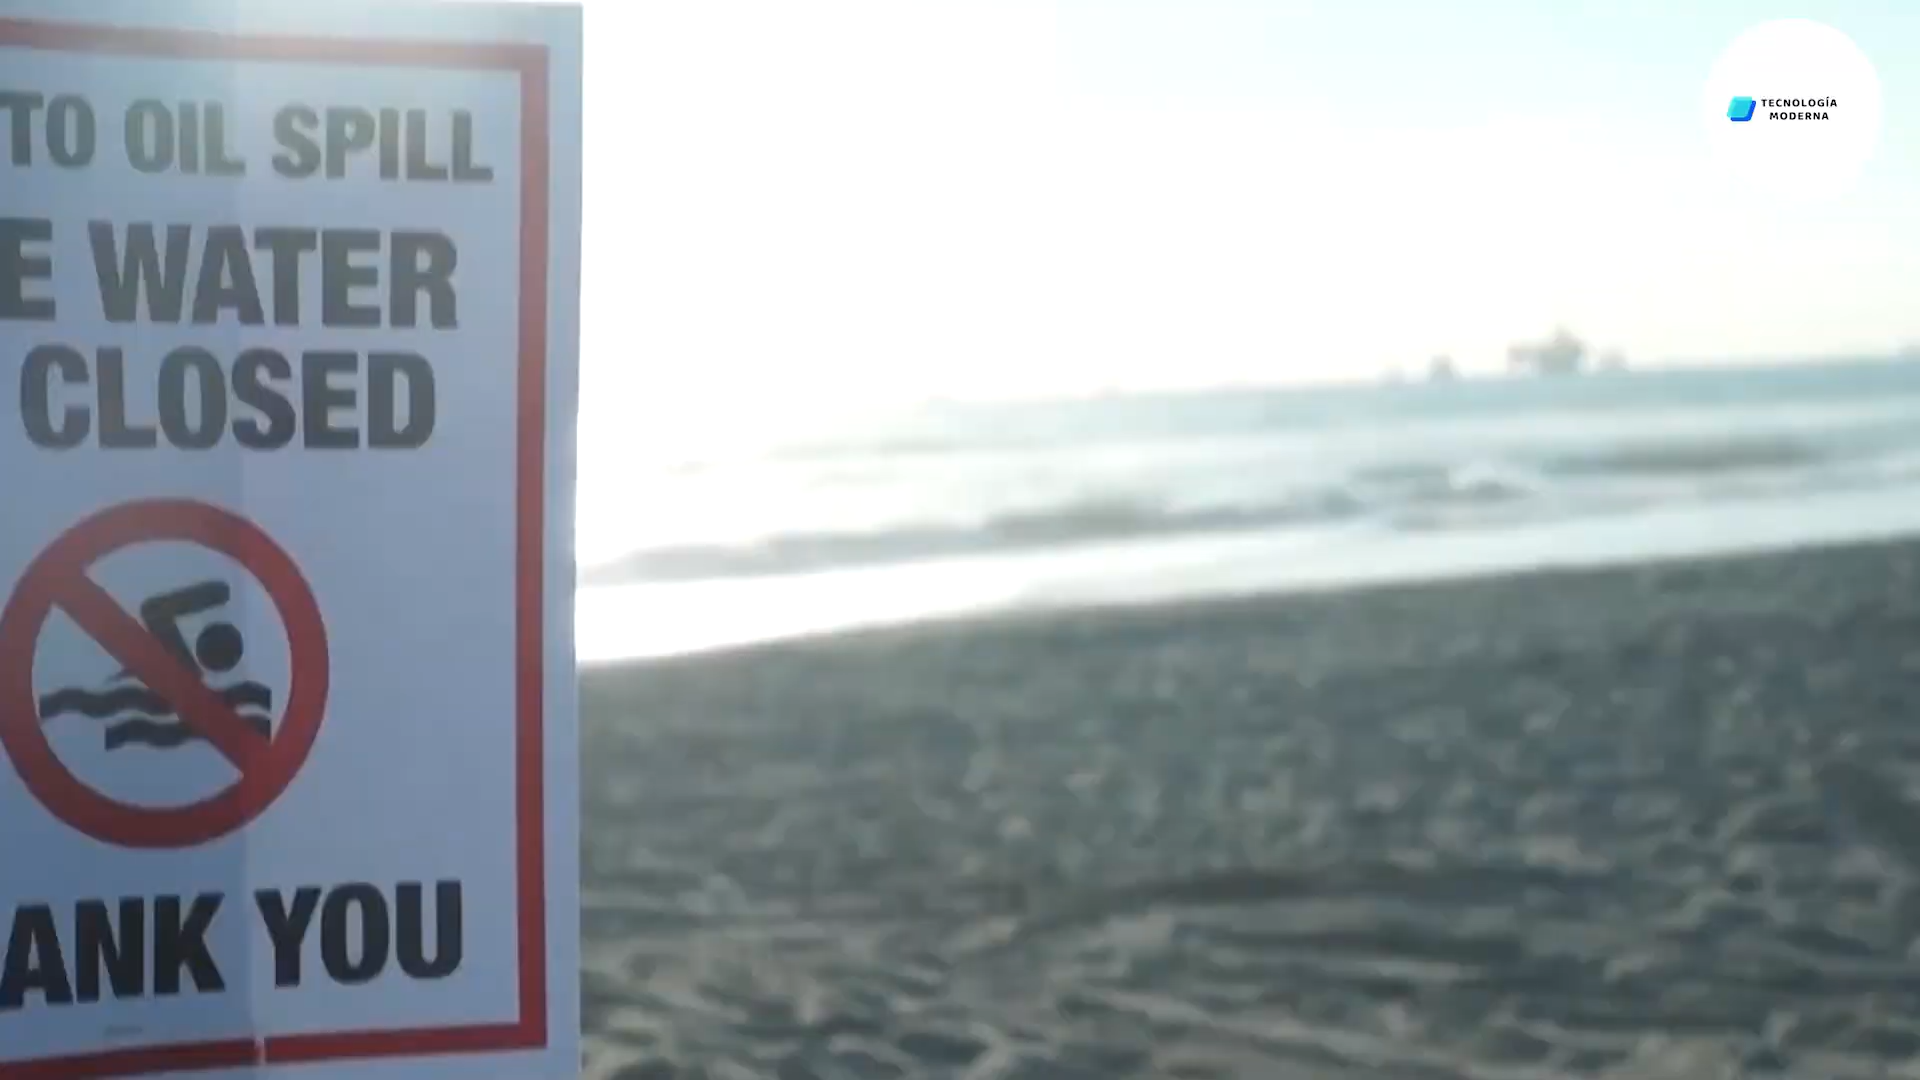 TO OIL SPILL
E WATER
CLOSED
ANK YOU
TECNOLOGÍA
MODERNA